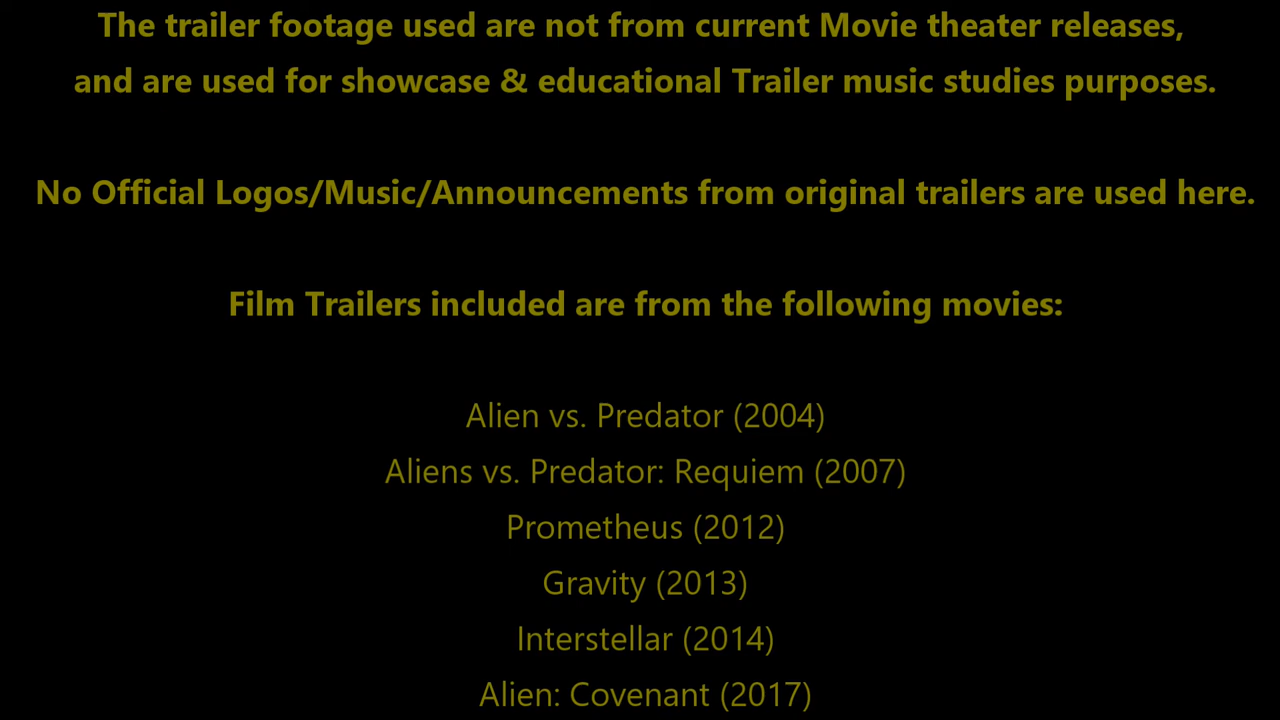 The trailer footage used are not from current Movie theater releases,
and are used for showcase & educational Trailer music studies purposes.
No Official Logos/Music/Announcements from original trailers are used here.
Film Trailers included are from the following movies:
Alien vs. Predator (2004)
Aliens vs. Predator: Requiem (2007)
Prometheus (2012)
Gravity (2013)
Interstellar (2014)
Alien: Covenant (2017)